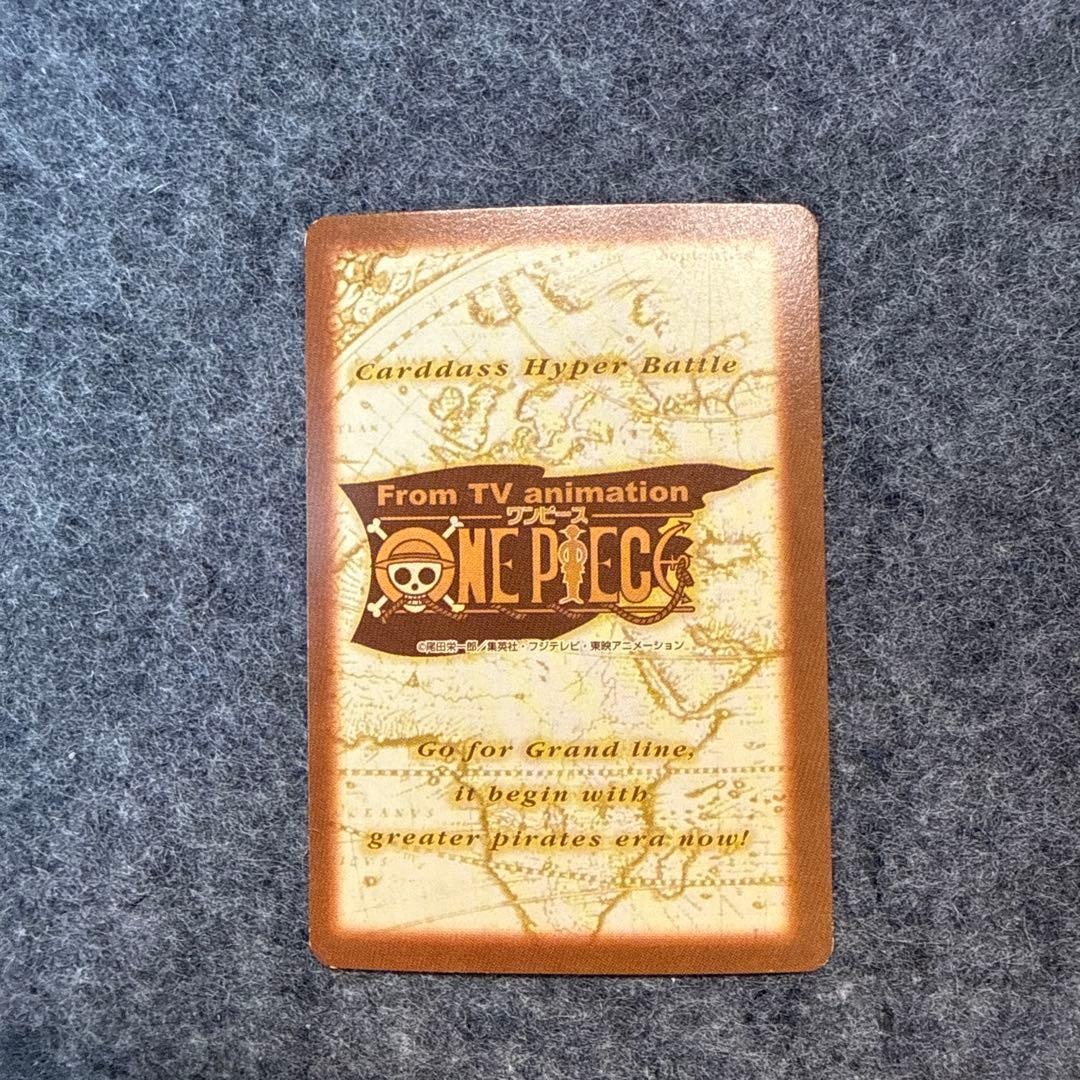 Carddass Hyper Battle
From TV animation
ワンピース
ONE PIECE
©尾田栄一郎／集英社・フジテレビ・東映アニメーション
Go for Grand line,
it begin with
greater pirates era now!